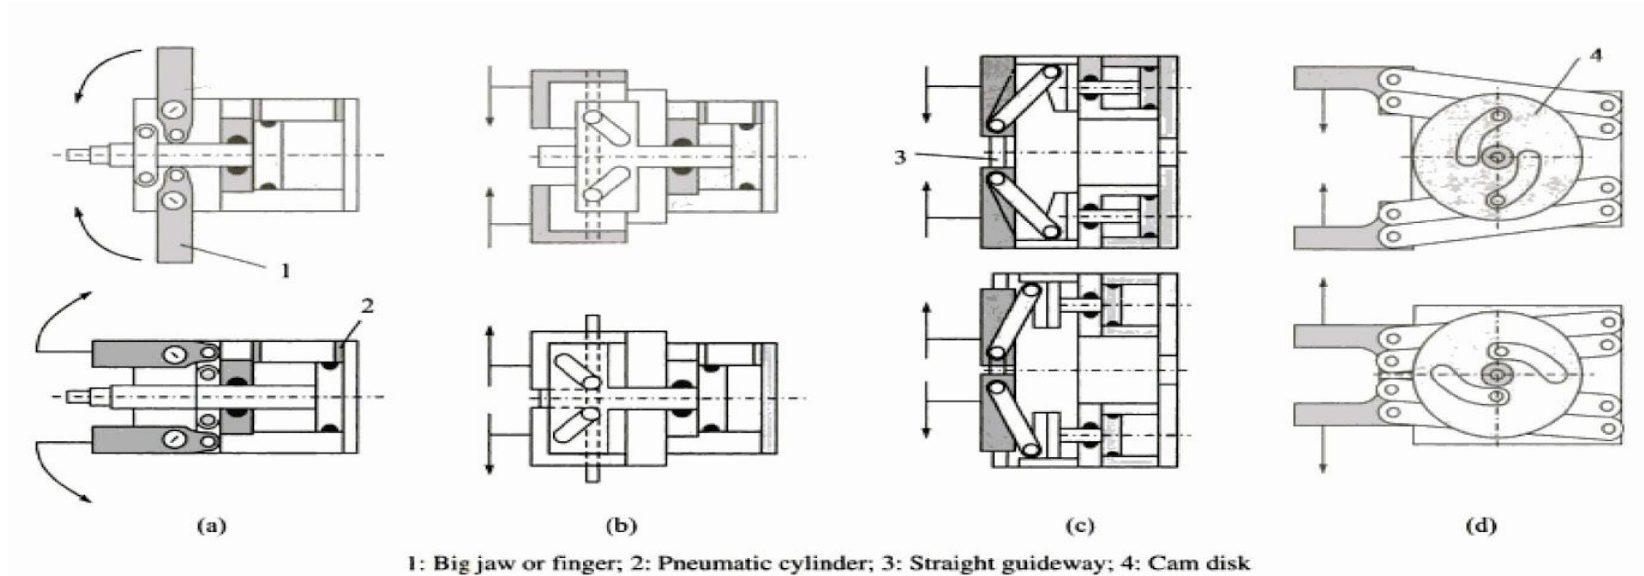 4
3
1
2
(a)
(b)
(c)
(d)
1: Big jaw or finger; 2: Pneumatic cylinder; 3: Straight guideway; 4: Cam disk